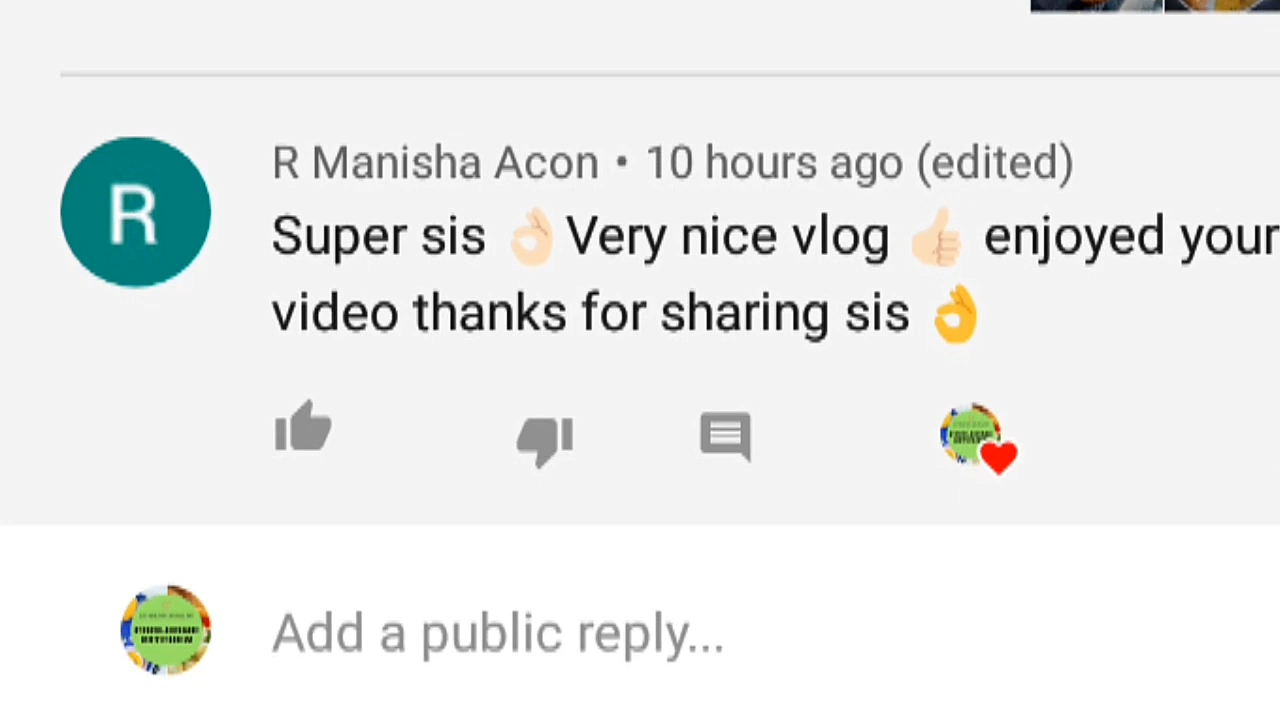 R
R Manisha Acon • 10 hours ago (edited)
Super sis 👌🏻Very nice vlog 👍🏻 enjoyed your
video thanks for sharing sis 👌
Add a public reply...